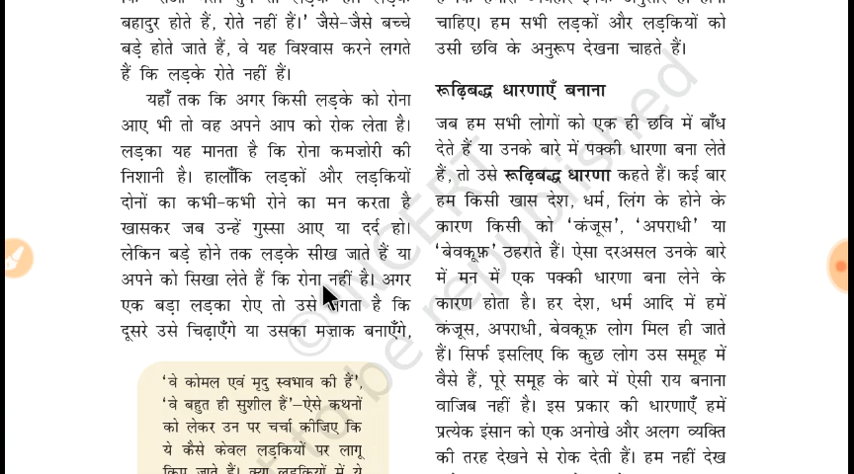 बहादुर होते हैं, रोते नहीं हैं।' जैसे-जैसे बच्चे
बड़े होते जाते हैं, वे यह विश्वास करने लगते
हैं कि लड़के रोते नहीं हैं।
यहाँ तक कि अगर किसी लड़के को रोना
आए भी तो वह अपने आप को रोक लेता है।
लड़का यह मानता है कि रोना कमज़ोरी की
निशानी है। हालाँकि लड़कों और लड़कियों
दोनों का कभी-कभी रोने का मन करता है
खासकर जब उन्हें गुस्सा आए या दर्द हो।
लेकिन बड़े होने तक लड़के सीख जाते हैं या
अपने को सिखा लेते हैं कि रोना नहीं है। अगर
एक बड़ा लड़का रोए तो उसे लगता है कि
दूसरे उसे चिढ़ाएँगे या उसका मज़ाक बनाएँगे,
'वे कोमल एवं मृदु स्वभाव की हैं',
'वे बहुत ही सुशील हैं'–ऐसे कथनों
को लेकर उन पर चर्चा कीजिए कि
ये कैसे केवल लड़कियों पर लागू
किए जाते हैं। क्या लड़कियों में ये
चाहिए। हम सभी लड़कों और लड़कियों को
उसी छवि के अनुरूप देखना चाहते हैं।
रूढ़िबद्ध धारणाएँ बनाना
जब हम सभी लोगों को एक ही छवि में बाँध
देते हैं या उनके बारे में पक्की धारणा बना लेते
हैं, तो उसे रूढ़िबद्ध धारणा कहते हैं। कई बार
हम किसी खास देश, धर्म, लिंग के होने के
कारण किसी को 'कंजूस', 'अपराधी' या
'बेवकूफ़' ठहराते हैं। ऐसा दरअसल उनके बारे
में मन में एक पक्की धारणा बना लेने के
कारण होता है। हर देश, धर्म आदि में हमें
कंजूस, अपराधी, बेवकूफ़ लोग मिल ही जाते
हैं। सिर्फ इसलिए कि कुछ लोग उस समूह में
वैसे हैं, पूरे समूह के बारे में ऐसी राय बनाना
वाजिब नहीं है। इस प्रकार की धारणाएँ हमें
प्रत्येक इंसान को एक अनोखे और अलग व्यक्ति
की तरह देखने से रोक देती हैं। हम नहीं देख
© NCERT
to be republished